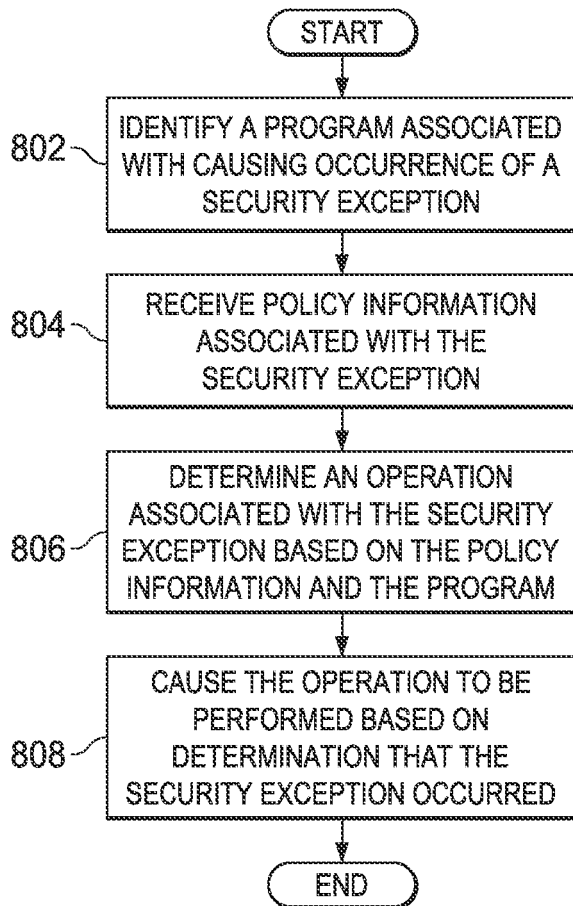 START
802
IDENTIFY A PROGRAM ASSOCIATED
WITH CAUSING OCCURRENCE OF A
SECURITY EXCEPTION
804
RECEIVE POLICY INFORMATION
ASSOCIATED WITH THE
SECURITY EXCEPTION
806
DETERMINE AN OPERATION
ASSOCIATED WITH THE SECURITY
EXCEPTION BASED ON THE POLICY
INFORMATION AND THE PROGRAM
808
CAUSE THE OPERATION TO BE
PERFORMED BASED ON
DETERMINATION THAT THE
SECURITY EXCEPTION OCCURRED
END